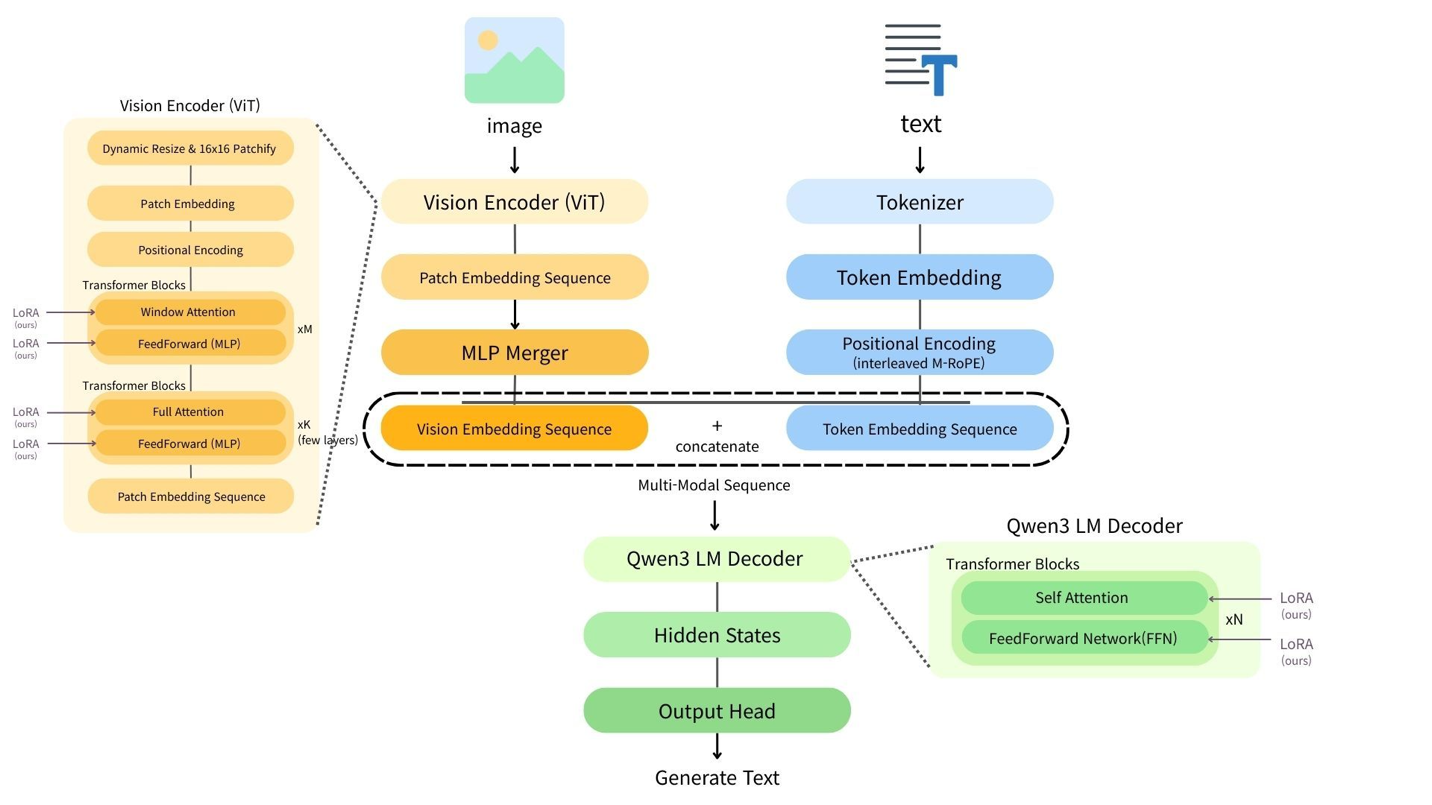 image
text
T
Vision Encoder (ViT)
Dynamic Resize & 16x16 Patchify
Patch Embedding
Positional Encoding
Transformer Blocks
LoRA
(ours)
Window Attention
LoRA
(ours)
FeedForward (MLP)
xM
Transformer Blocks
LoRA
(ours)
Full Attention
LoRA
(ours)
FeedForward (MLP)
xK
(few layers)
Patch Embedding Sequence
Vision Encoder (ViT)
Patch Embedding Sequence
MLP Merger
Vision Embedding Sequence
Tokenizer
Token Embedding
Positional Encoding
(interleaved M-RoPE)
Token Embedding Sequence
+
concatenate
Multi-Modal Sequence
Qwen3 LM Decoder
Hidden States
Output Head
Generate Text
Qwen3 LM Decoder
Transformer Blocks
Self Attention
FeedForward Network(FFN)
xN
LoRA
(ours)
LoRA
(ours)